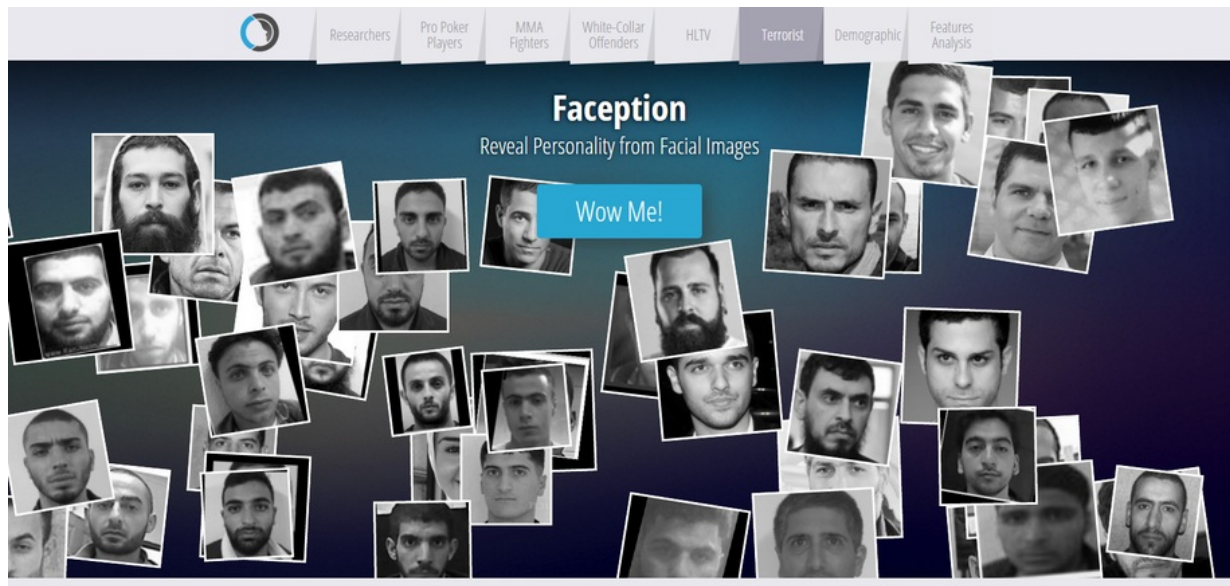 Researchers
Pro Poker
Players
MMA
Fighters
White-Collar
Offenders
HLTV
Terrorist
Demographic
Features
Analysis
Faception
Reveal Personality from Facial Images
Wow Me!